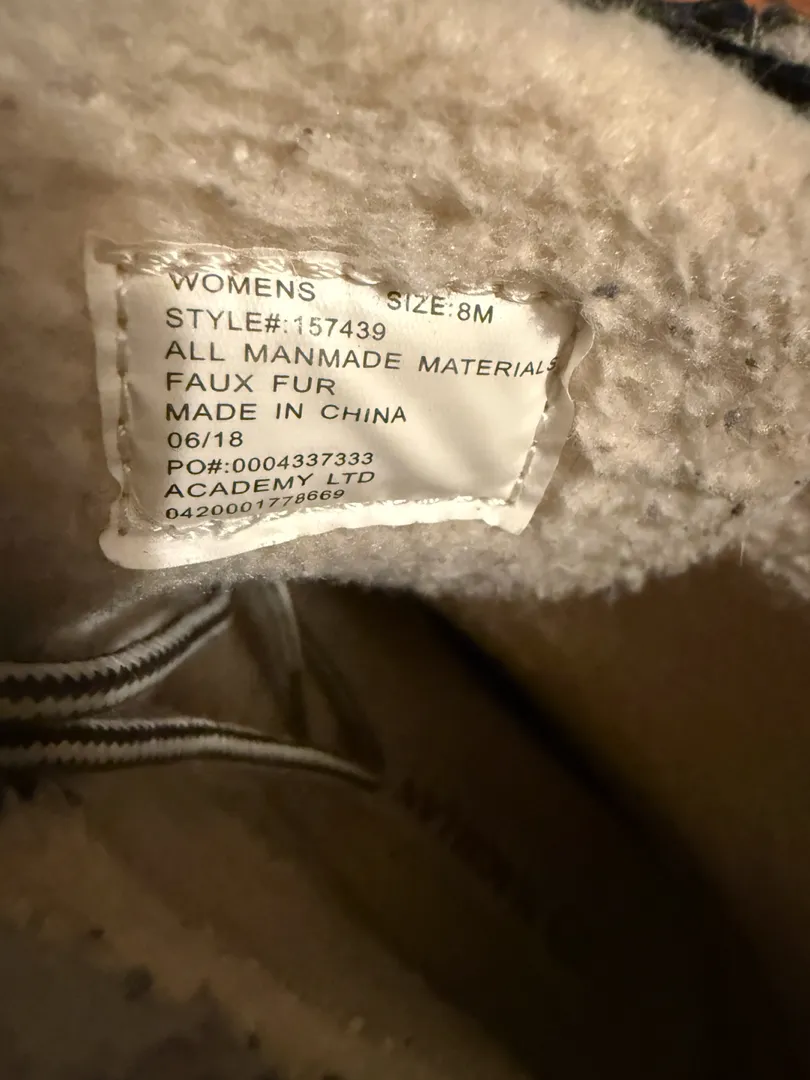 WOMENS SIZE:8M
STYLE#:157439
ALL MANMADE MATERIALS
FAUX FUR
MADE IN CHINA
06/18
PO#:0004337333
ACADEMY LTD
0420001778669